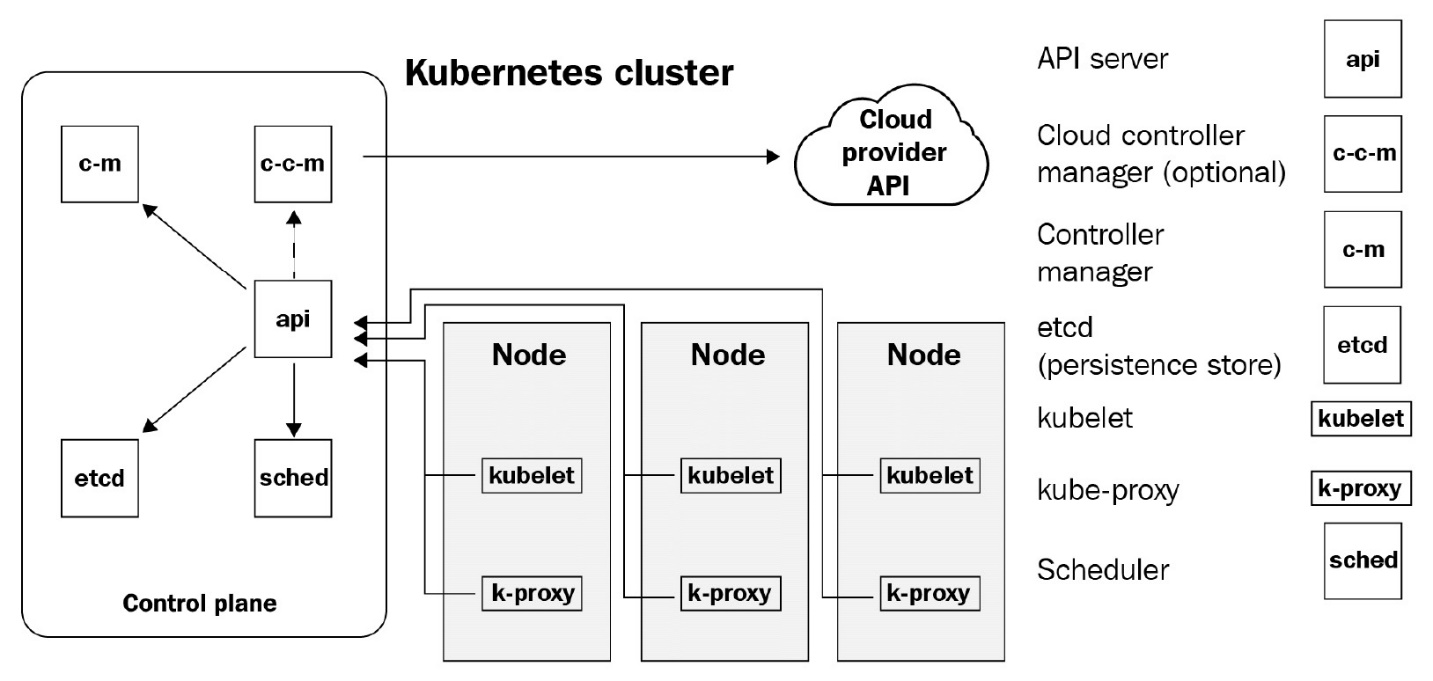 Kubernetes cluster
c-m
c-c-m
Cloud
provider
API
api
etcd
sched
Control plane
Node
kubelet
k-proxy
Node
kubelet
k-proxy
Node
kubelet
k-proxy
API server
api
Cloud controller
manager (optional)
c-c-m
Controller
manager
c-m
etcd
(persistence store)
etcd
kubelet
kubelet
kube-proxy
k-proxy
Scheduler
sched